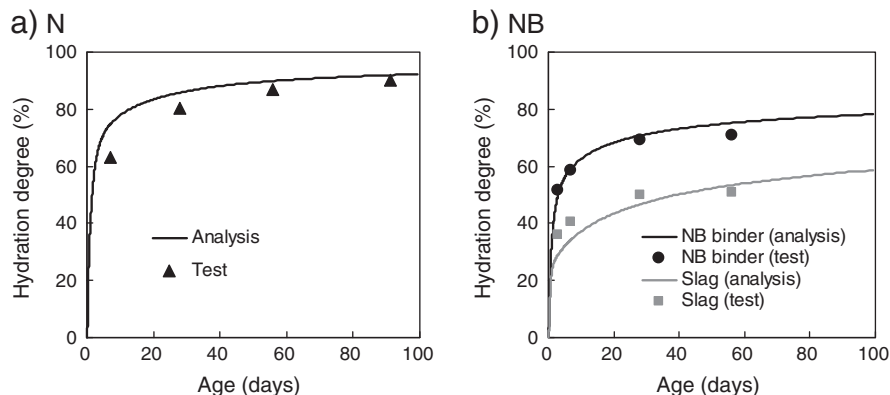 a) N
100
80
60
40
20
0
Hydration degree (%)
Analysis
Test
0 20 40 60 80 100
Age (days)
b) NB
100
80
60
40
20
0
Hydration degree (%)
NB binder (analysis)
NB binder (test)
Slag (analysis)
Slag (test)
0 20 40 60 80 100
Age (days)